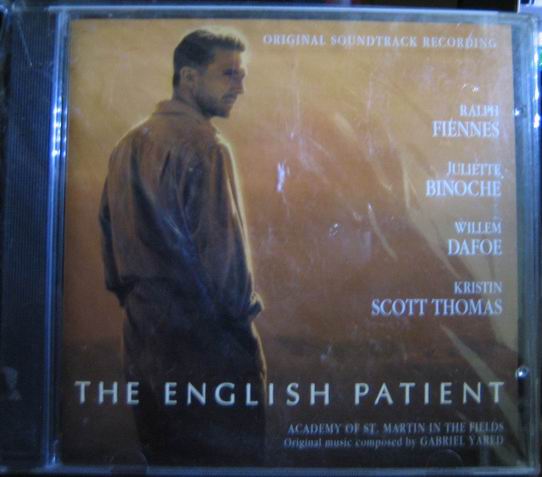 ORIGINAL SOUNDTRACK RECORDING
RALPH
FIENNES
JULIETTE
BINOCHE
WILLEM
DAFOE
KRISTIN
SCOTT THOMAS
THE ENGLISH PATIENT
ACADEMY OF ST. MARTIN IN THE FIELDS
Original music composed by GABRIEL YARED